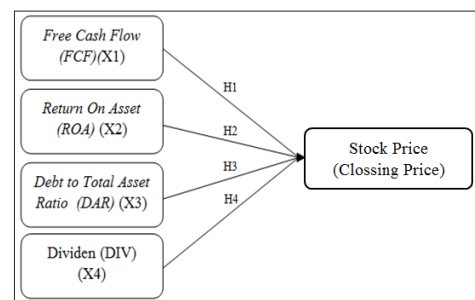 Free Cash Flow
(FCF)(X1)
H1
Return On Asset
(ROA) (X2)
H2
Stock Price
(Clossing Price)
H3
Debt to Total Asset
Ratio (DAR) (X3)
H4
Dividen (DIV)
(X4)